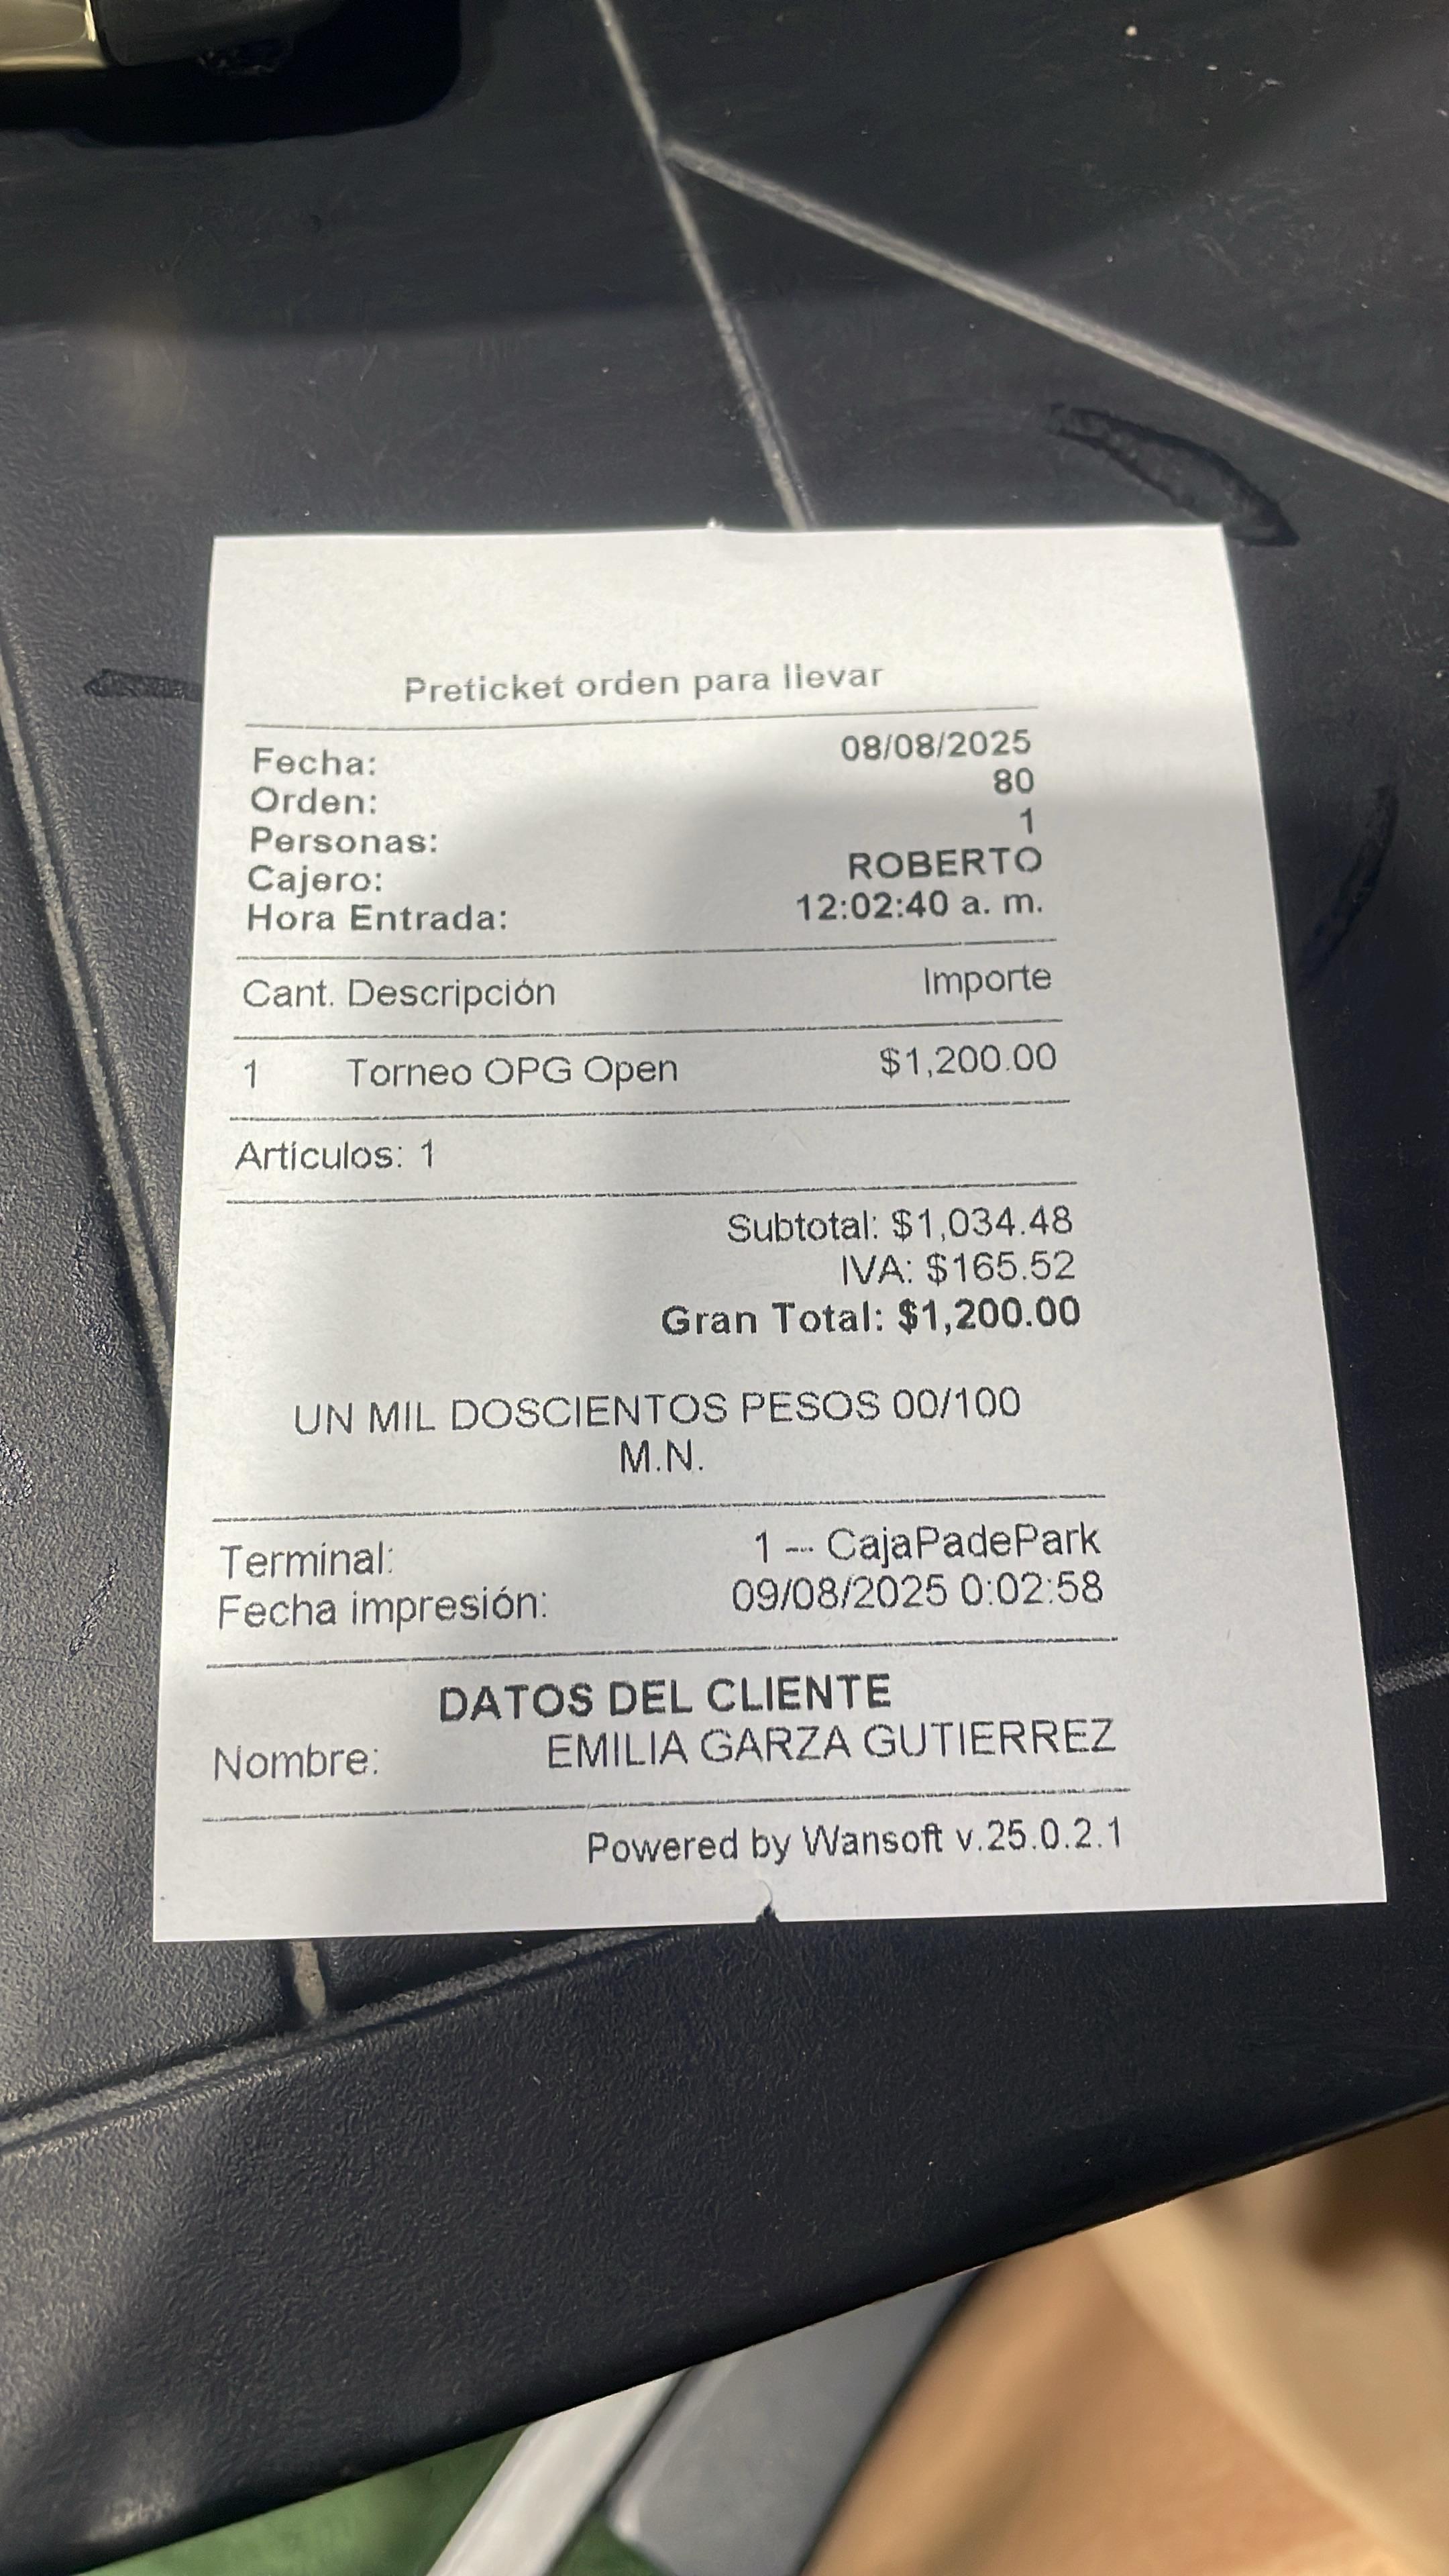 Preticket orden para llevar
Fecha: 08/08/2025
Orden: 80
Personas: 1
Cajero: ROBERTO
Hora Entrada: 12:02:40 a. m.
Cant. Descripción Importe
1 Torneo OPG Open $1,200.00
Artículos: 1
Subtotal: $1,034.48
IVA: $165.52
Gran Total: $1,200.00
UN MIL DOSCIENTOS PESOS 00/100
M.N.
Terminal: 1 -- CajaPadePark
Fecha impresión: 09/08/2025 0:02:58
DATOS DEL CLIENTE
Nombre: EMILIA GARZA GUTIERREZ
Powered by Wansoft v.25.0.2.1